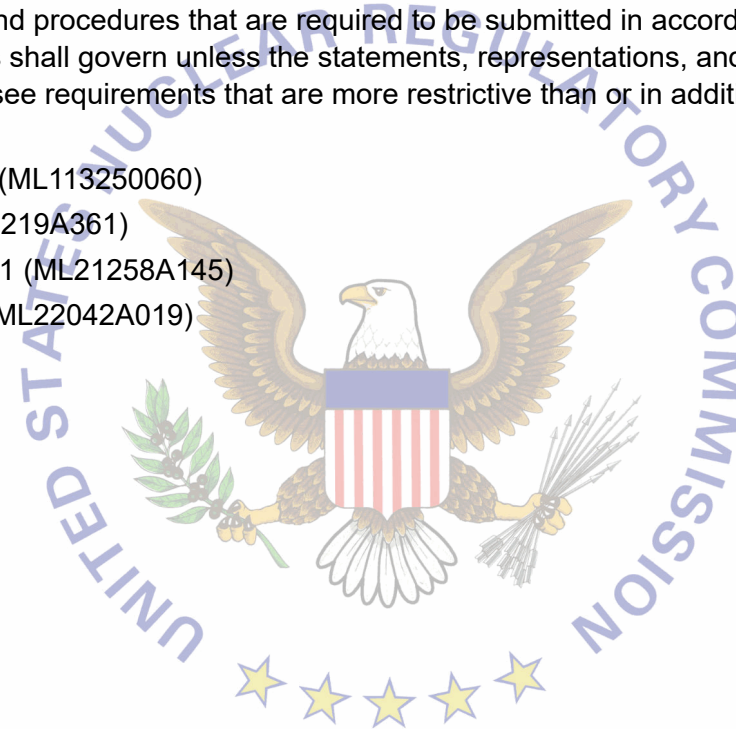 nd procedures that are required to be submitted in accord
s shall govern unless the statements, representations, and
see requirements that are more restrictive than or in addit
(ML113250060)
219A361)
1 (ML21258A145)
ML22042A019)
UNITED STATES NUCLEAR REGULATORY COMMISSION